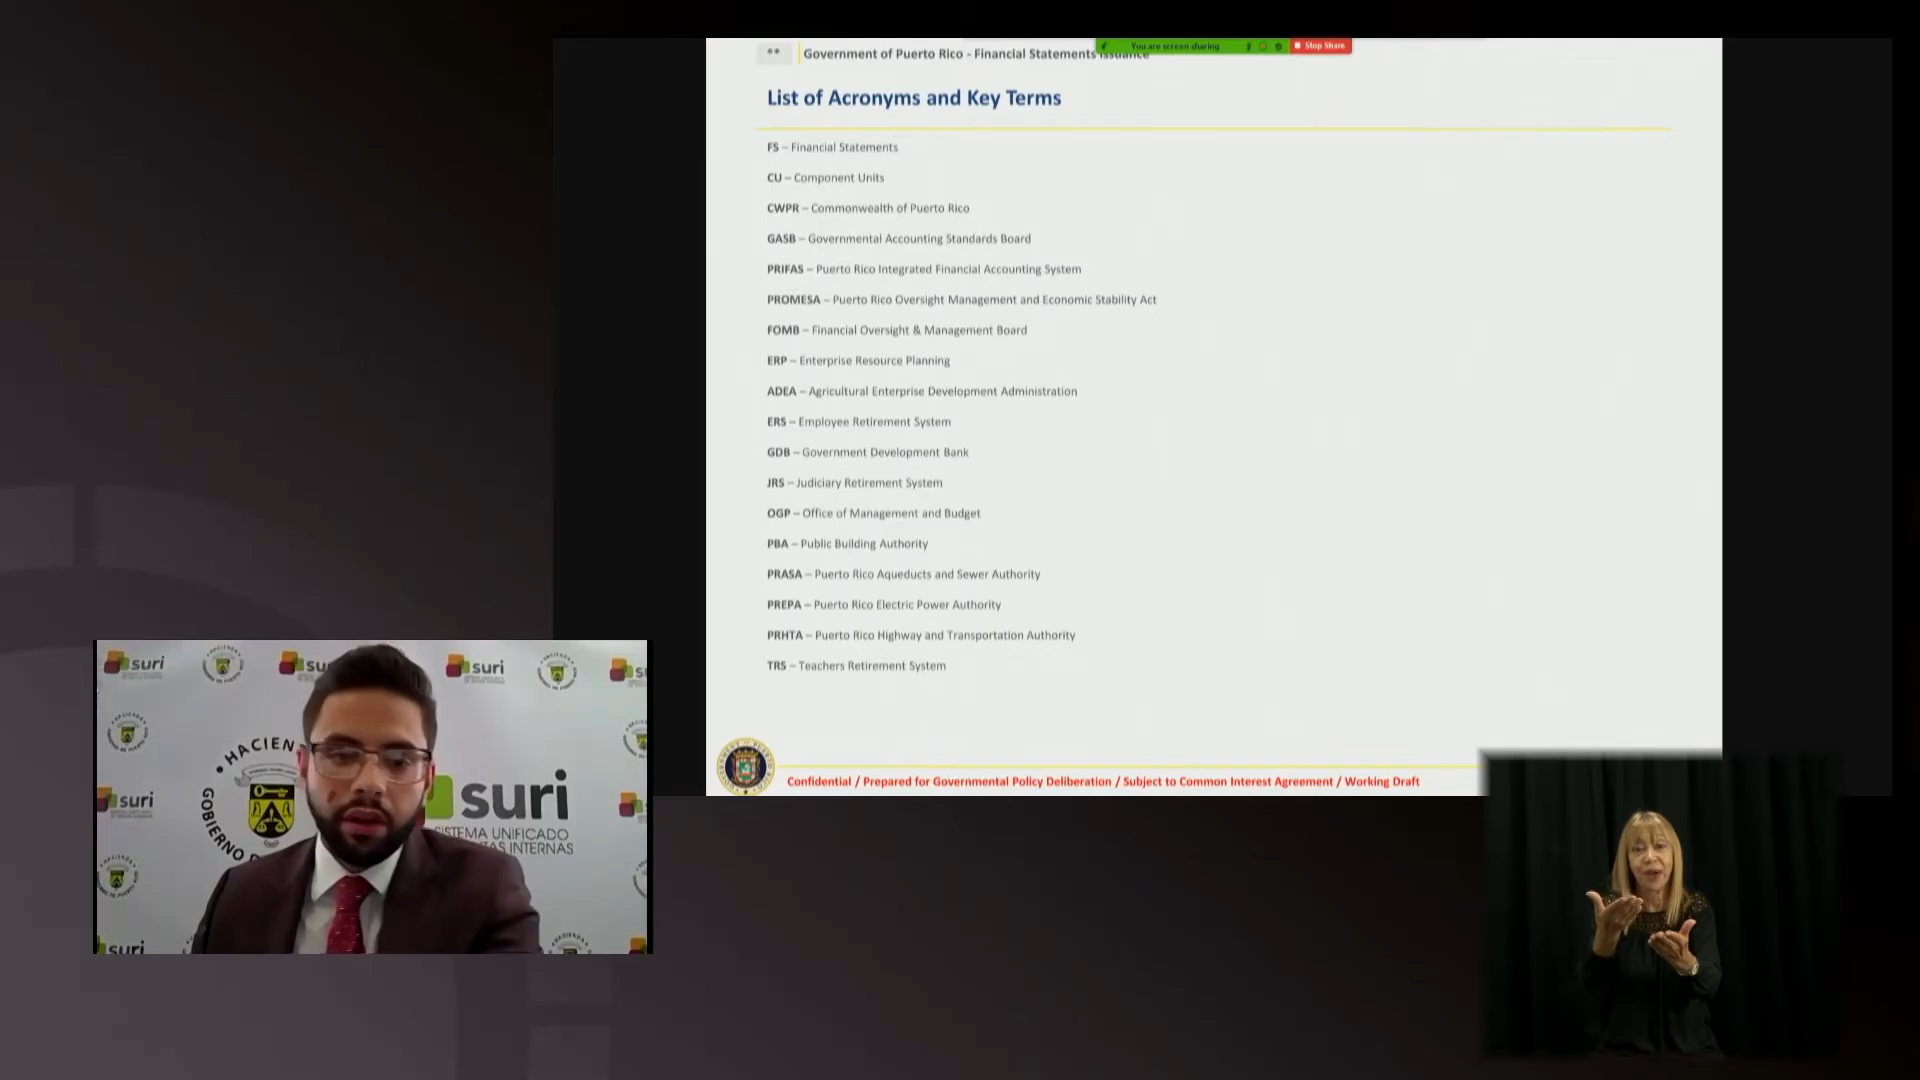 **
Government of Puerto Rico - Financial Statements Issuance
You are screen sharing
Stop Share
List of Acronyms and Key Terms
FS – Financial Statements
CU – Component Units
CWPR – Commonwealth of Puerto Rico
GASB – Governmental Accounting Standards Board
PRIFAS – Puerto Rico Integrated Financial Accounting System
PROMESA – Puerto Rico Oversight Management and Economic Stability Act
FOMB – Financial Oversight & Management Board
ERP – Enterprise Resource Planning
ADEA – Agricultural Enterprise Development Administration
ERS – Employee Retirement System
GDB – Government Development Bank
JRS – Judiciary Retirement System
OGP – Office of Management and Budget
PBA – Public Building Authority
PRASA – Puerto Rico Aqueducts and Sewer Authority
PREPA – Puerto Rico Electric Power Authority
PRHTA – Puerto Rico Highway and Transportation Authority
TRS – Teachers Retirement System
Confidential / Prepared for Governmental Policy Deliberation / Subject to Common Interest Agreement / Working Draft
suri
suri
suri
HACIEN
GOBIERNO
suri
UNIFICADO
INTERNAS
suri